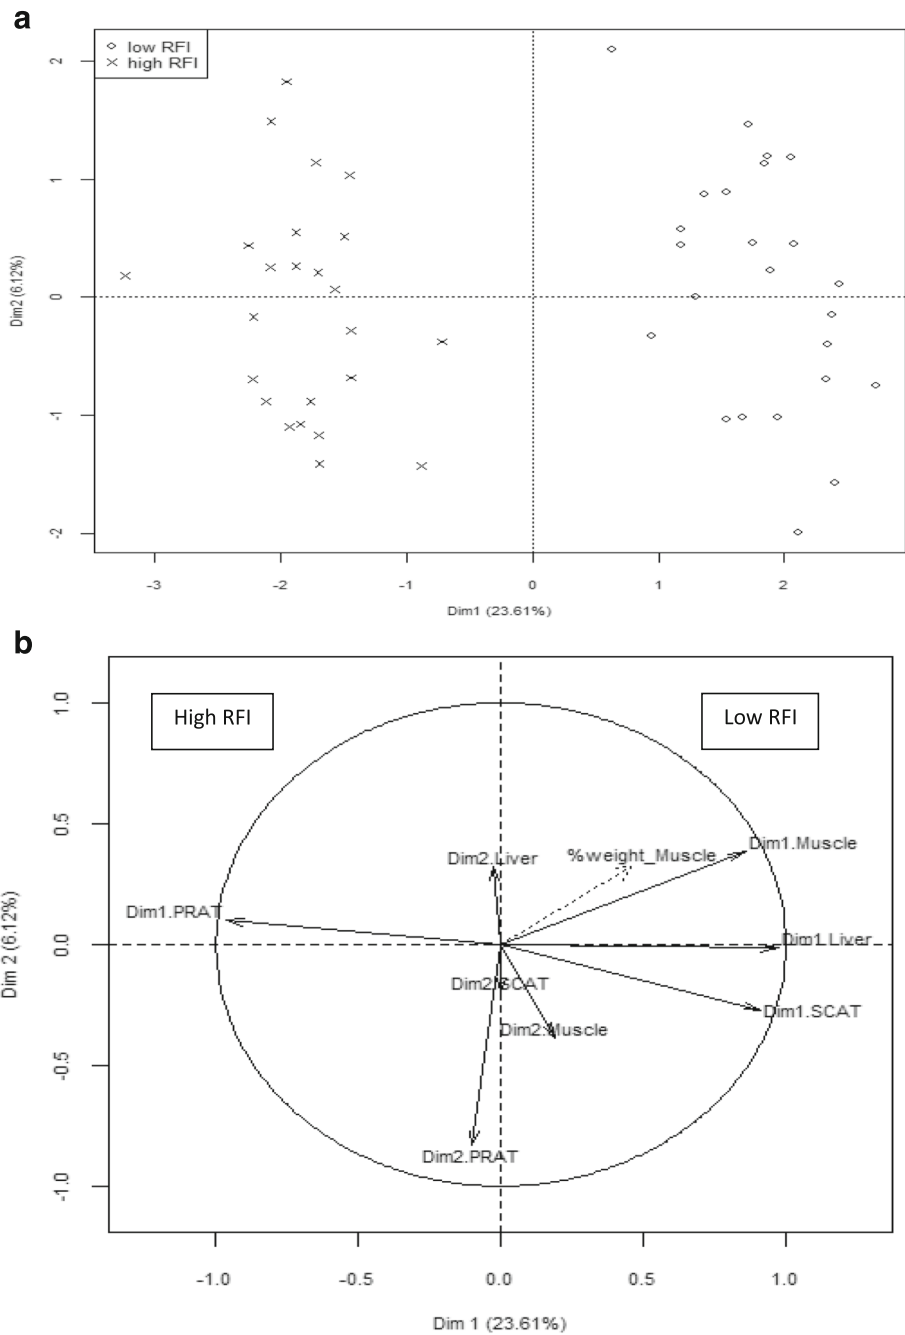 a
low RFI
high RFI
2
1
0
-1
-2
Dim2 (6.12%)
-3
-2
-1
0
1
2
Dim1 (23.61%)
b
High RFI
Low RFI
1.0
0.5
0.0
-0.5
-1.0
Dim 2 (6.12%)
Dim2.Liver
%weight_Muscle
Dim1.Muscle
Dim1.PRAT
Dim1.Liver
Dim2.SCAT
Dim1.SCAT
Dim2.Muscle
Dim2.PRAT
-1.0
-0.5
0.0
0.5
1.0
Dim 1 (23.61%)